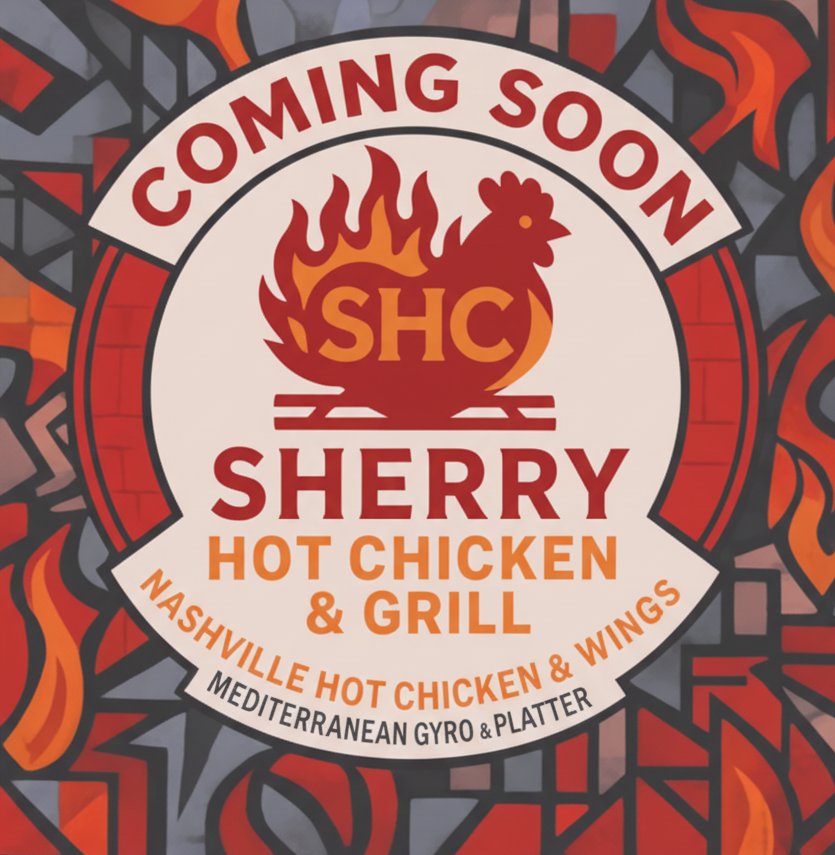 COMING SOON
SHC
SHERRY
HOT CHICKEN
& GRILL
NASHVILLE HOT CHICKEN & WINGS
MEDITERRANEAN GYRO & PLATTER